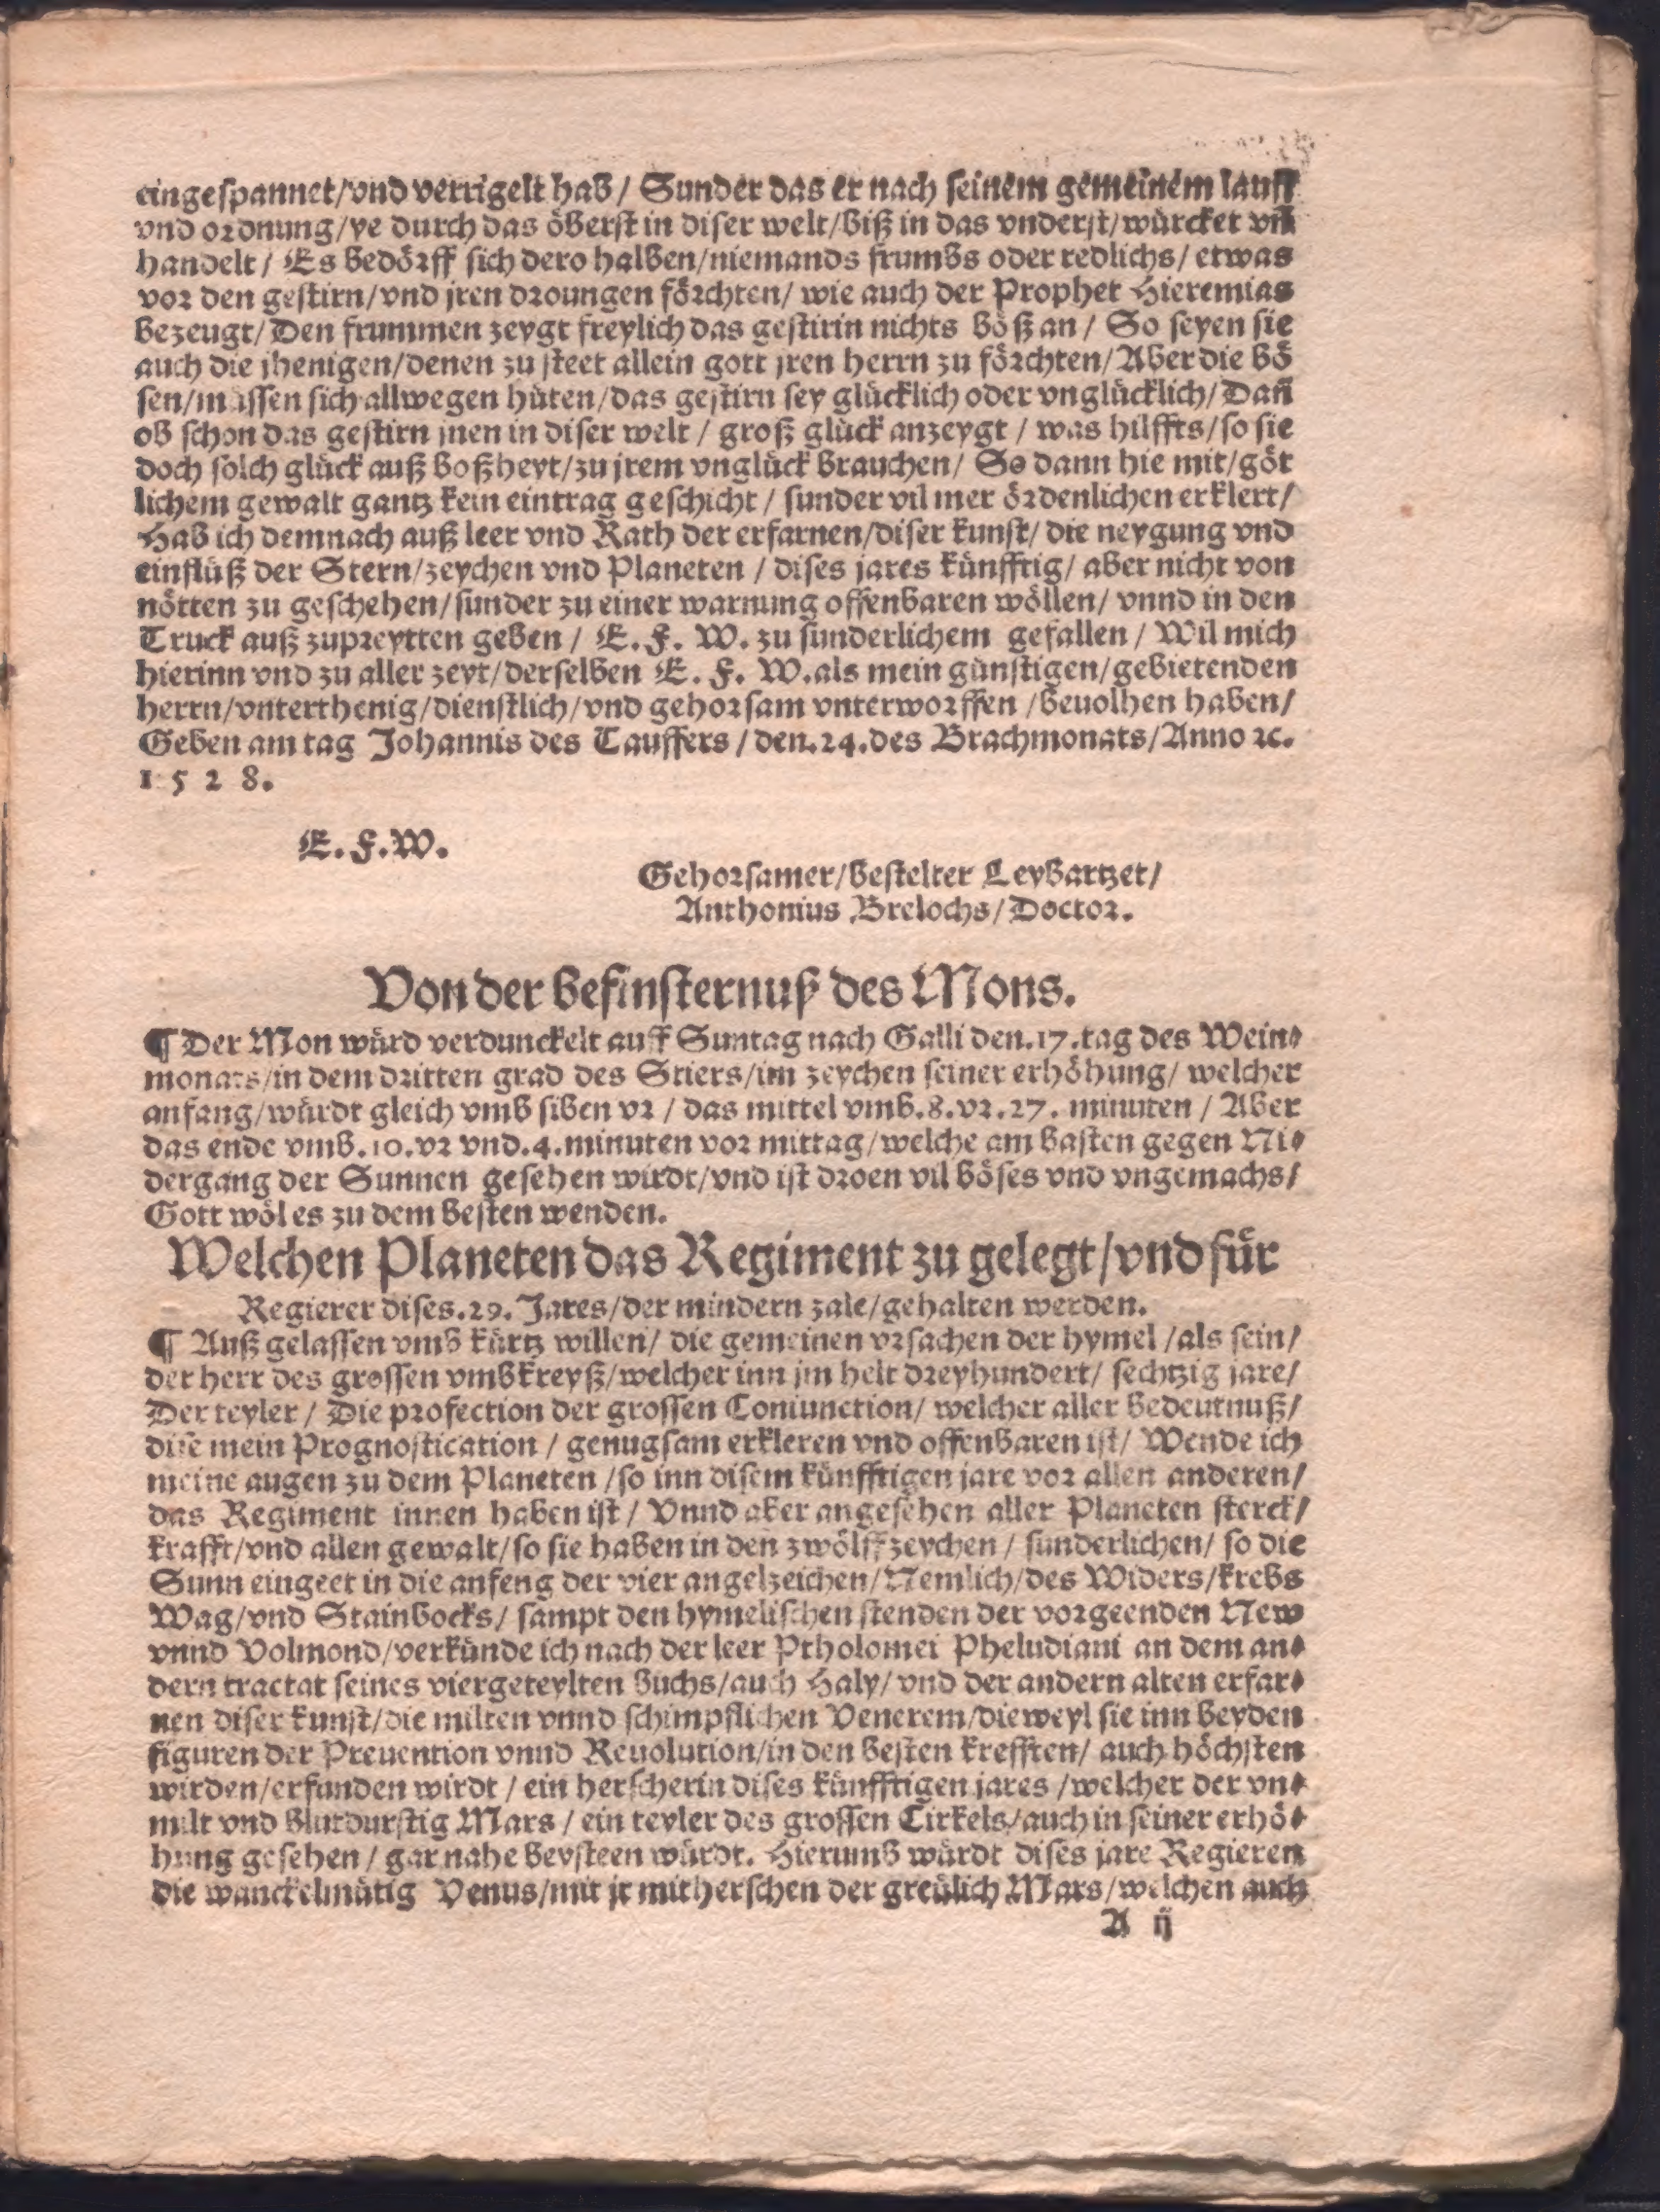 eingespannet/vnd verrigelt hab / Sunder das er nach seinem gemeinem lauff
vnd ordnung/ye durch das öberst in diser welt/biß in das vnderst/würcket vñ
handelt / Es bedörff sich dero halben/niemands frumbs oder redlichs/ etwas
vor den gestirn/vnd jren droungen förchten/ wie auch der Prophet Hieremias
bezeugt/ Den frummen zeygt freylich das gestirin nichts böß an / So seyen sie
auch die jhenigen/denen zu steet allein gott jren herrn zu förchten/ Aber die bö
sen/müssen sich allwegen hüten/das gestirn sey glücklich oder vnglücklich/ Dañ
ob schon das gestirn jnen in diser welt / groß glück anzeygt / was hilffts/so sie
doch solch glück auß boßheyt/zu jrem vnglück brauchen/ So dann hie mit/göt
lichem gewalt gantz kein eintrag geschicht / sunder vil mer ördenlichen erklert/
Hab ich demnach auß leer vnd Rath der erfarnen/diser kunst/ die neygung vnd
einflüß der Stern/zeychen vnd Planeten / dises jares künfftig/ aber nicht von
nötten zu geschehen/sunder zu einer warnung offenbaren wöllen/ vnnd in den
Truck auß zupreytten geben / E. F. W. zu sunderlichem gefallen / Wil mich
hierinn vnd zu aller zeyt/derselben E. F. W. als mein günstigen/gebietenden
herrn/vnterthenig/dienstlich/vnd gehorsam vnterworffen /beuolhen haben/
Geben am tag Johannis des Tauffers / den.24.des Brachmonats/Anno ꝛc.
1 5 2 8.
E. F. W.
Gehorsamer/bestelter Leybartzet/
Anthonius Brelochs/Doctor.
Von der befinsternuß des Mons.
¶ Der Mon würd verdunckelt auff Suntag nach Galli den.17.tag des Wein⸗
monats/in dem dritten grad des Stiers/im zeychen seiner erhöhung/ welcher
anfang/würdt gleich vmb siben vr / das mittel vmb.8.vr.27. minuten / Aber
das ende vmb.10.vr vnd.4.minuten vor mittag/welche am basten gegen Ni⸗
dergang der Sunnen gesehen wirdt/vnd ist droen vil böses vnd vngemachs/
Gott wöl es zu dem besten wenden.
Welchen Planeten das Regiment zu gelegt/vnd für
Regierer dises.29. Jares/der mindern zale/gehalten werden.
¶ Auß gelassen vmb kürtz willen/ die gemeinen vrsachen der hymel /als sein/
der herr des grossen vmbkreyß/welcher inn jm helt dreyhundert/ sechtzig jare/
Der teyler / Die profection der grossen Coniunction/ welcher aller bedeutnuß/
dise mein Prognostication / genugsam erkleren vnd offenbaren ist/ Wende ich
meine augen zu dem Planeten /so inn disem künfftigen jare vor allen anderen/
das Regiment innen haben ist / Vnnd aber angesehen aller Planeten sterck/
krafft/vnd allen gewalt/so sie haben in den zwölff zeychen / sunderlichen/ so die
Sunn eingeet in die anfeng der vier angelzeichen/Nemlich/des Widers/krebs
Wag/vnd Stainbocks/ sampt den hymelischen stenden der vorgeenden New
vnnd Volmond/verkünde ich nach der leer Ptholomei Pheludiani an dem an⸗
dern tractat seines viergeteylten buchs/auch Haly/ vnd der andern alten erfar⸗
nen diser kunst/die milten vnnd schimpflichen Venerem/dieweyl sie inn beyden
figuren der Preuention vnnd Reuolution/in den besten krefften/ auch höchsten
wirden/erfunden wirdt / ein herscherin dises künfftigen jares /welcher der vn⸗
milt vnd blutdurstig Mars / ein teyler des grossen Cirkels/auch in seiner erhö⸗
hung gesehen / gar nahe beysteen würdt. Hierumb würdt dises jare Regieren
die wanckelmütig Venus/mit jr mitherschen der greülich Mars/welchen auch
A ij